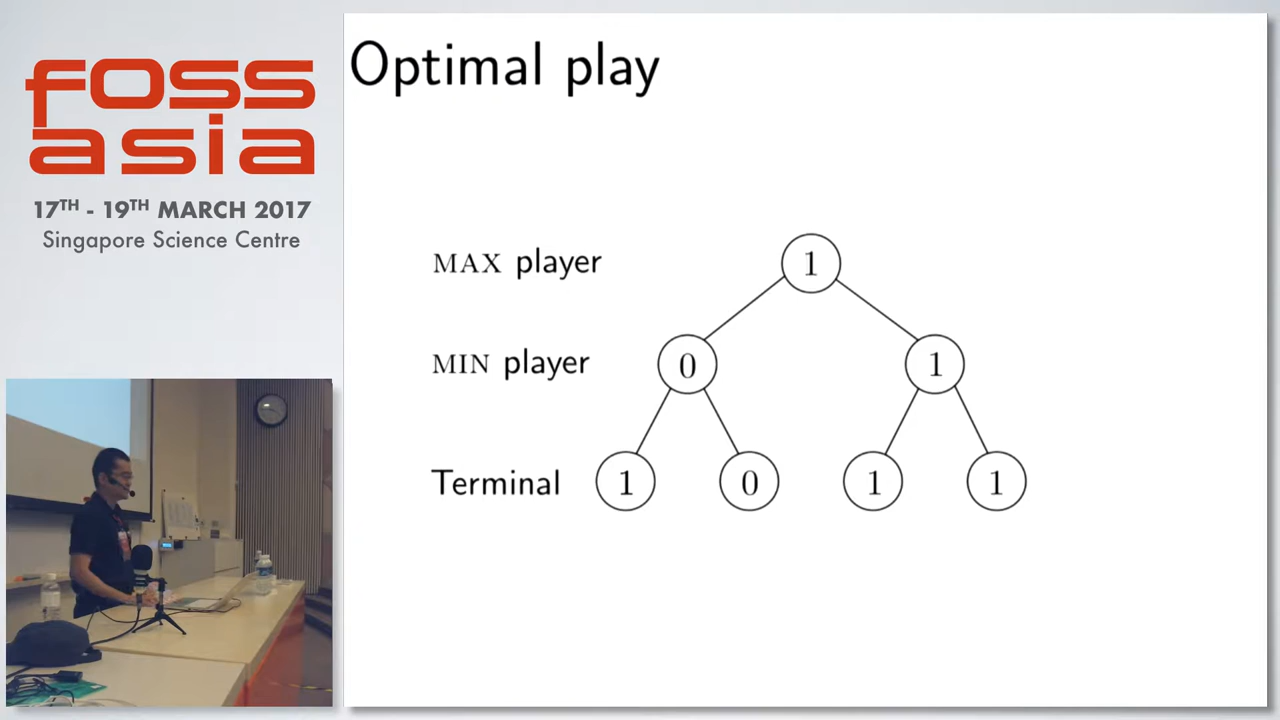 foss
asia
17TH - 19TH MARCH 2017
Singapore Science Centre
Optimal play
MAX player
1
MIN player
0
1
Terminal
1
0
1
1